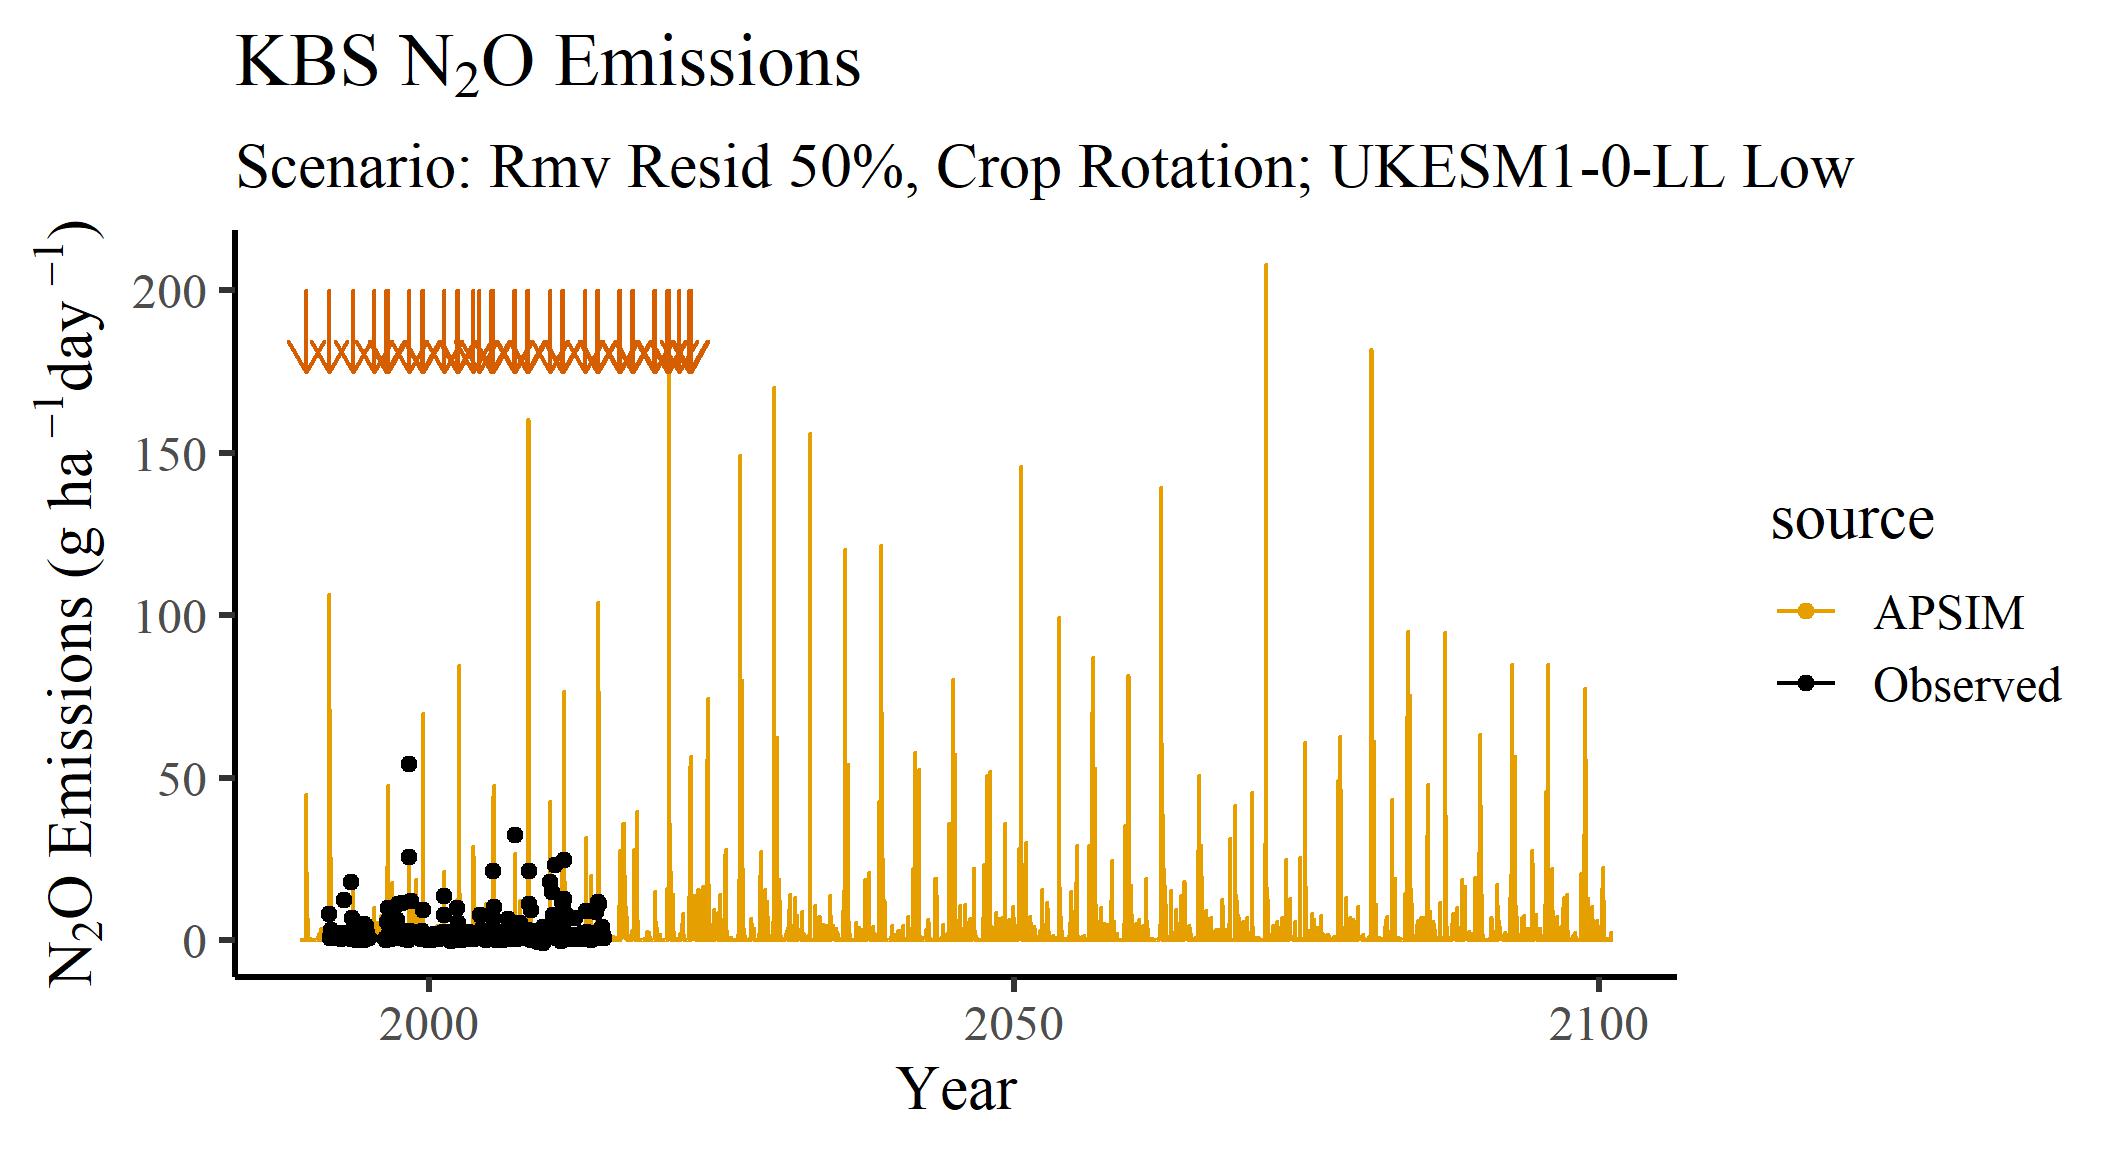 KBS N₂O Emissions
Scenario: Rmv Resid 50%, Crop Rotation; UKESM1-0-LL Low
N₂O Emissions (g ha ⁻¹day ⁻¹)
200
150
100
50
0
2000 2050 2100
Year
source
APSIM
Observed